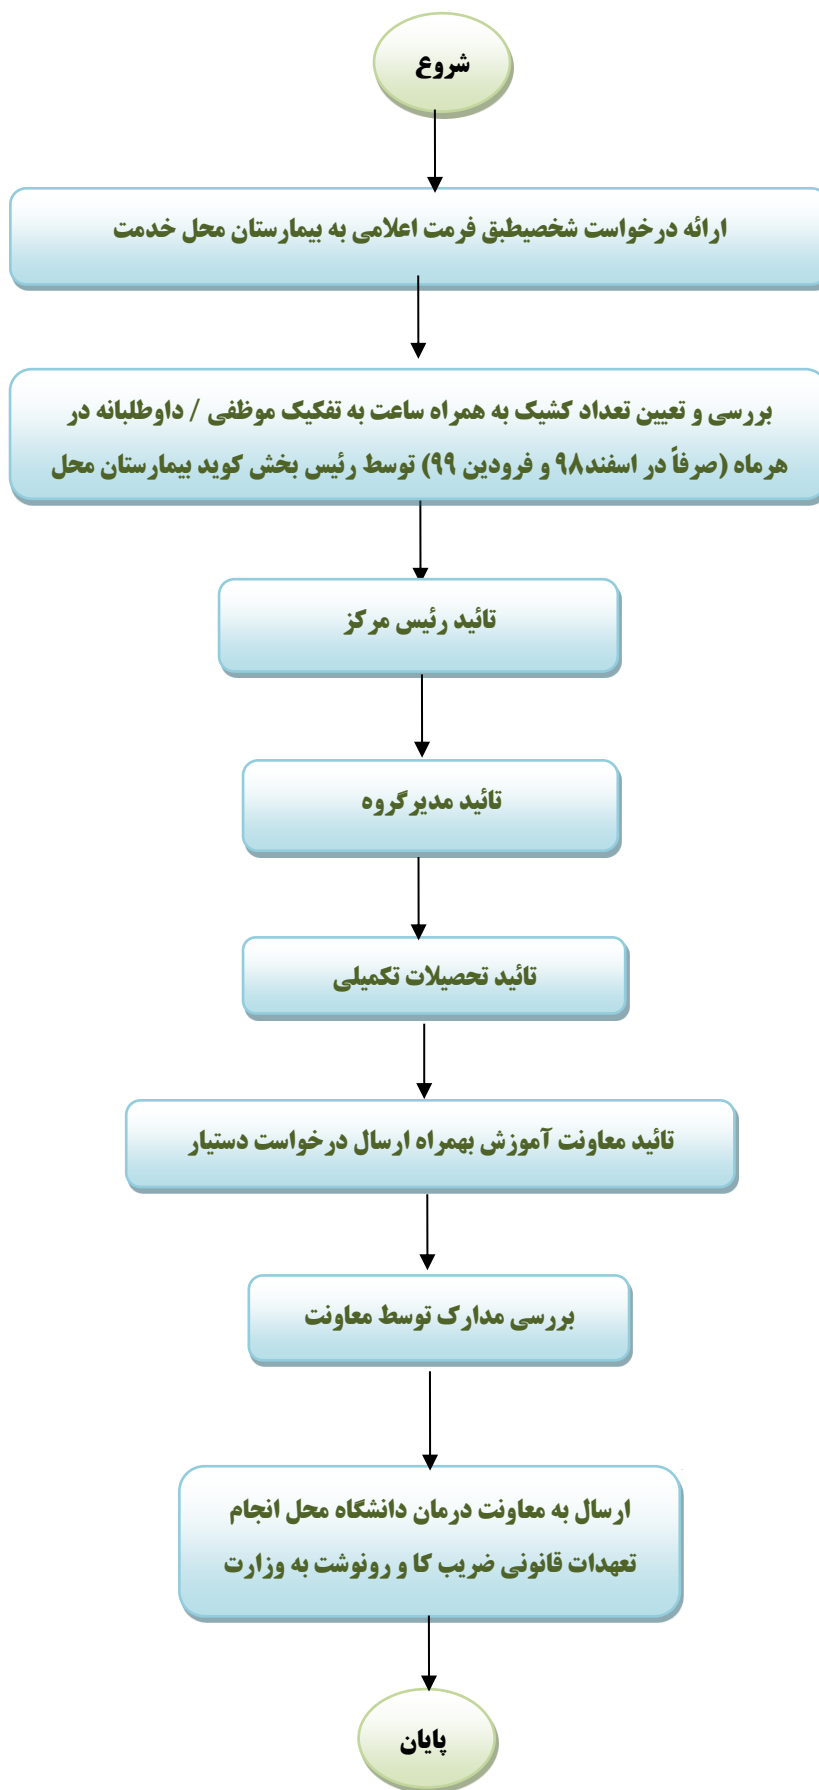 شروع
ارائه درخواست شخصیطبق فرمت اعلامی به بیمارستان محل خدمت
بررسی و تعیین تعداد کشیک به همراه ساعت به تفکیک موظفی / داوطلبانه در
هرماه (صرفاً در اسفند۹۸ و فرودین ۹۹) توسط رئیس بخش کوید بیمارستان محل
تائید رئیس مرکز
تائید مدیرگروه
تائید تحصیلات تکمیلی
تائید معاونت آموزش بهمراه ارسال درخواست دستیار
بررسی مدارک توسط معاونت
ارسال به معاونت درمان دانشگاه محل انجام
تعهدات قانونی ضریب کا و رونوشت به وزارت
پایان